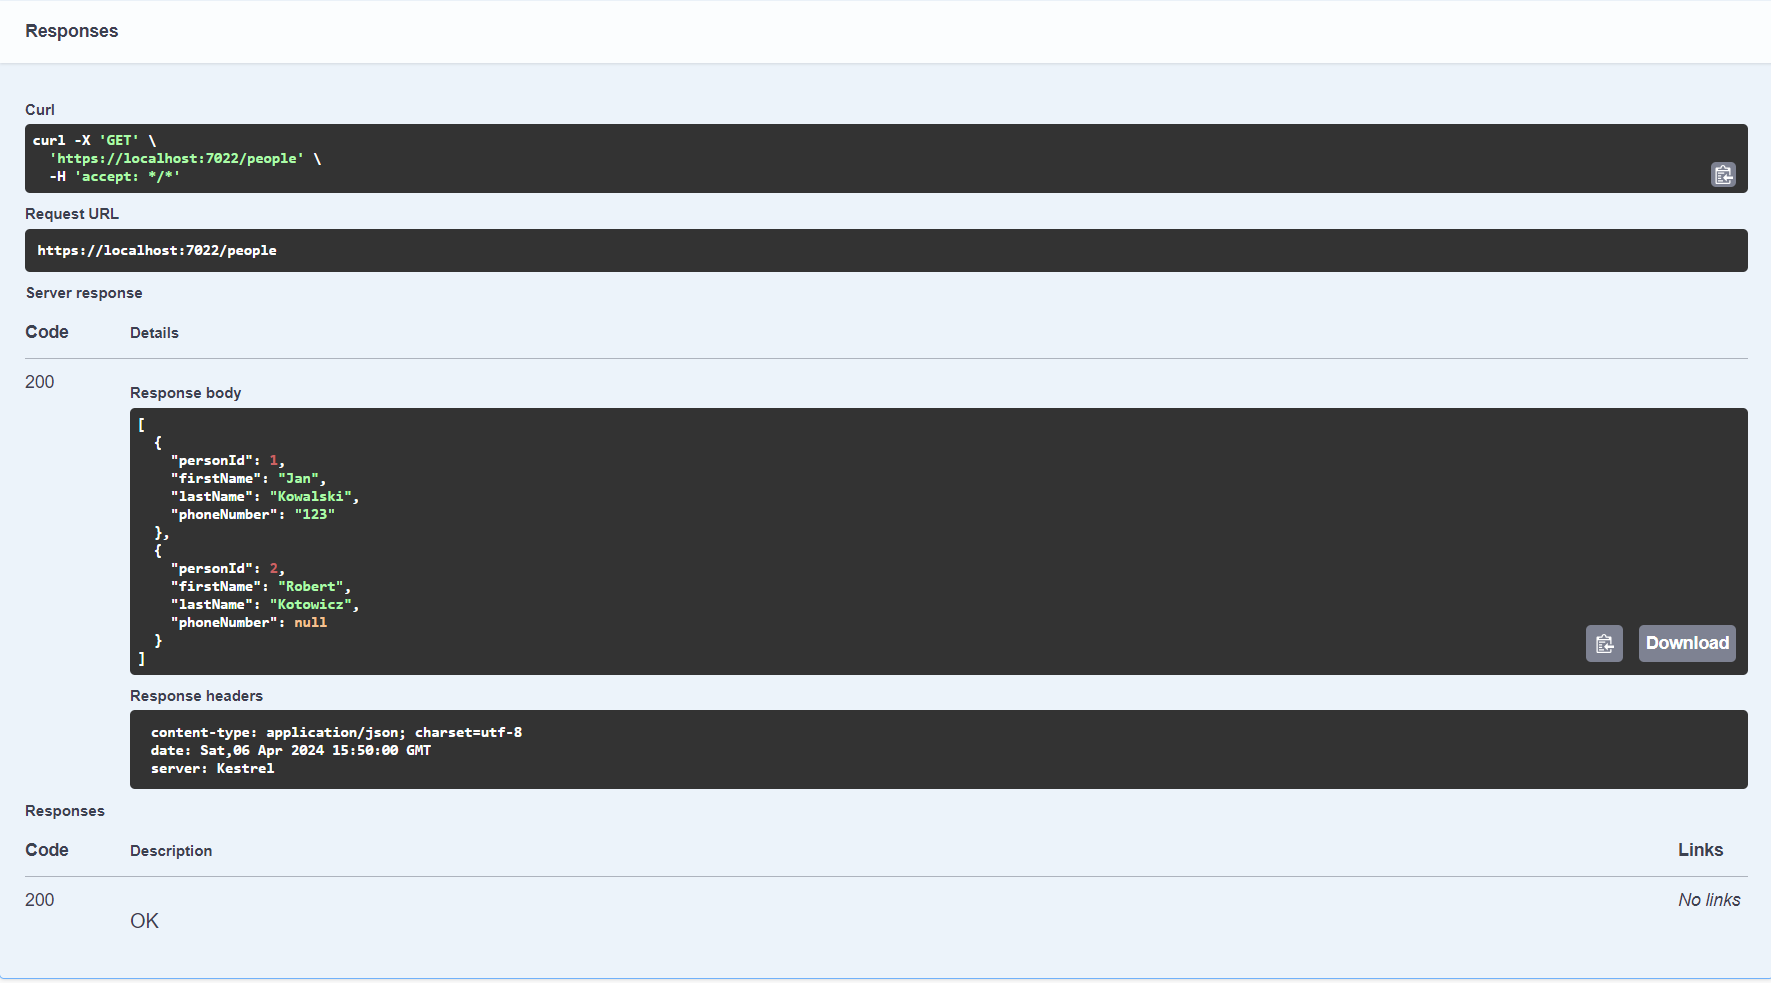 Responses
Curl
curl -X 'GET' \
  'https://localhost:7022/people' \
  -H 'accept: */*'
Request URL
https://localhost:7022/people
Server response
Code Details
200
Response body
[
  {
    "personId": 1,
    "firstName": "Jan",
    "lastName": "Kowalski",
    "phoneNumber": "123"
  },
  {
    "personId": 2,
    "firstName": "Robert",
    "lastName": "Kotowicz",
    "phoneNumber": null
  }
]
Download
Response headers
content-type: application/json; charset=utf-8
date: Sat,06 Apr 2024 15:50:00 GMT
server: Kestrel
Responses
Code Description Links
200 No links
OK